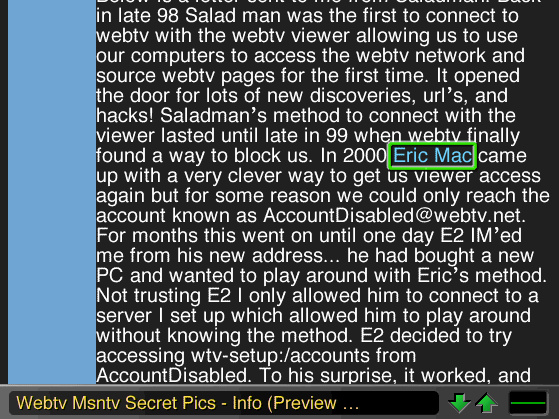 Below is a letter sent to me from Saladman! Back
in late 98 Salad man was the first to connect to
webtv with the webtv viewer allowing us to use
our computers to access the webtv network and
source webtv pages for the first time. It opened
the door for lots of new discoveries, url's, and
hacks! Saladman's method to connect with the
viewer lasted until late in 99 when webtv finally
found a way to block us. In 2000 Eric Mac came
up with a very clever way to get us viewer access
again but for some reason we could only reach the
account known as AccountDisabled@webtv.net.
For months this went on until one day E2 IM'ed
me from his new address... he had bought a new
PC and wanted to play around with Eric's method.
Not trusting E2 I only allowed him to connect to a
server I set up which allowed him to play around
without knowing the method. E2 decided to try
accessing wtv-setup:/accounts from
AccountDisabled. To his surprise, it worked, and
Webtv Msntv Secret Pics - Info (Preview ...